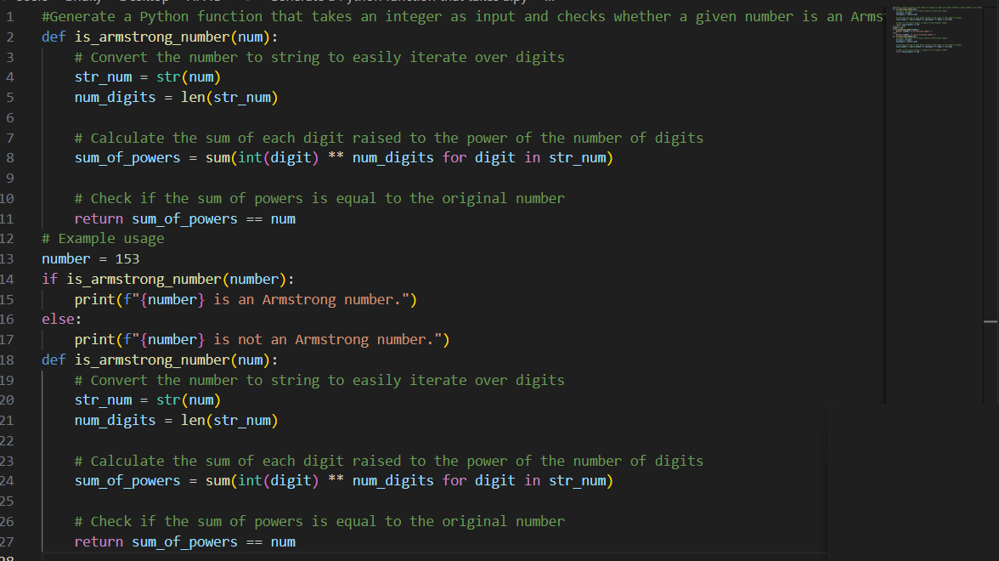 1 #Generate a Python function that takes an integer as input and checks whether a given number is an Arms
2 def is_armstrong_number(num):
3     # Convert the number to string to easily iterate over digits
4     str_num = str(num)
5     num_digits = len(str_num)
6
7     # Calculate the sum of each digit raised to the power of the number of digits
8     sum_of_powers = sum(int(digit) ** num_digits for digit in str_num)
9
10     # Check if the sum of powers is equal to the original number
11     return sum_of_powers == num
12 # Example usage
13 number = 153
14 if is_armstrong_number(number):
15     print(f"{number} is an Armstrong number.")
16 else:
17     print(f"{number} is not an Armstrong number.")
18 def is_armstrong_number(num):
19     # Convert the number to string to easily iterate over digits
20     str_num = str(num)
21     num_digits = len(str_num)
22
23     # Calculate the sum of each digit raised to the power of the number of digits
24     sum_of_powers = sum(int(digit) ** num_digits for digit in str_num)
25
26     # Check if the sum of powers is equal to the original number
27     return sum_of_powers == num
28